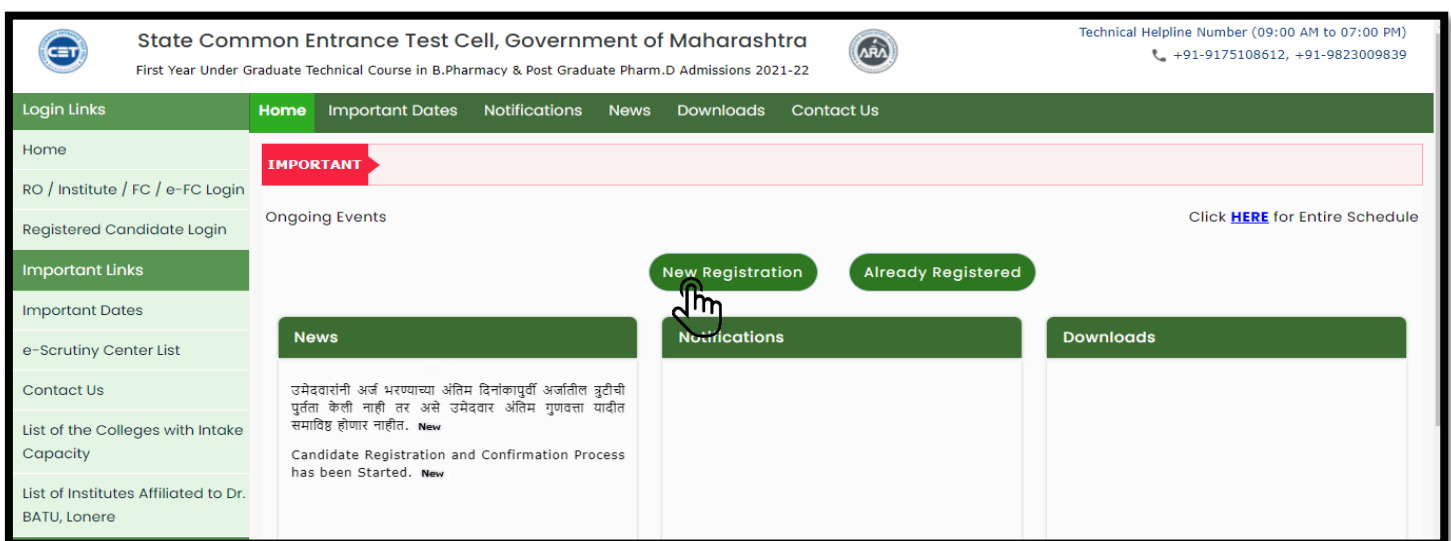 CET
State Common Entrance Test Cell, Government of Maharashtra
First Year Under Graduate Technical Course in B.Pharmacy & Post Graduate Pharm.D Admissions 2021-22
ARA
Technical Helpline Number (09:00 AM to 07:00 PM)
+91-9175108612, +91-9823009839
Login Links
Home
RO / Institute / FC / e-FC Login
Registered Candidate Login
Important Links
Important Dates
e-Scrutiny Center List
Contact Us
List of the Colleges with Intake
Capacity
List of Institutes Affiliated to Dr.
BATU, Lonere
Home Important Dates Notifications News Downloads Contact Us
IMPORTANT
Ongoing Events
Click HERE for Entire Schedule
New Registration Already Registered
News
उमेदवारांनी अर्ज भरण्याच्या अंतिम दिनांकापुर्वी अर्जातील त्रुटीची
पुर्तता केली नाही तर असे उमेदवार अंतिम गुणवत्ता यादीत
समाविष्ट होणार नाहीत. New
Candidate Registration and Confirmation Process
has been Started. New
Notifications
Downloads